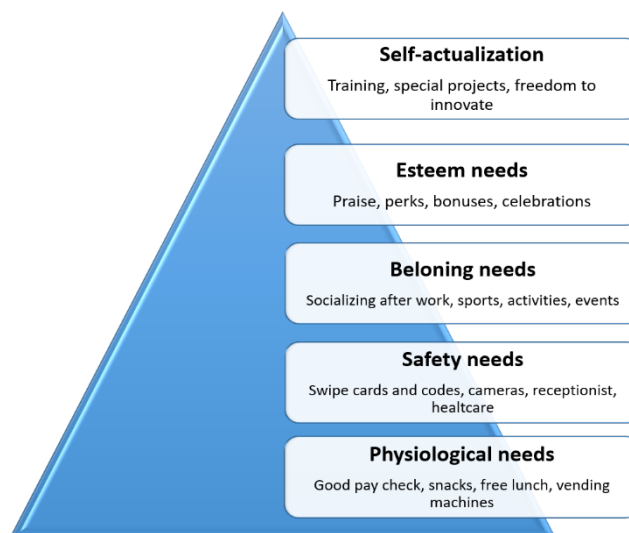 Self-actualization
Training, special projects, freedom to
innovate
Esteem needs
Praise, perks, bonuses, celebrations
Beloning needs
Socializing after work, sports, activities, events
Safety needs
Swipe cards and codes, cameras, receptionist,
healtcare
Physiological needs
Good pay check, snacks, free lunch, vending
machines